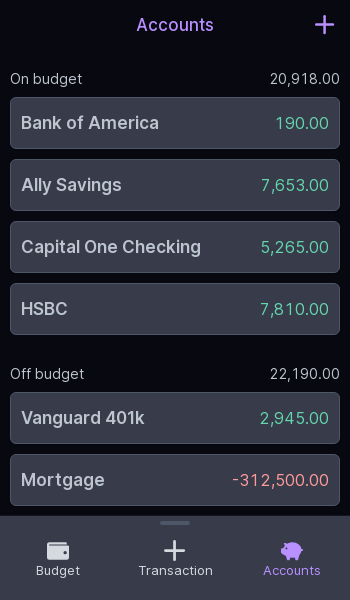 Accounts
On budget 20,918.00
Bank of America 190.00
Ally Savings 7,653.00
Capital One Checking 5,265.00
HSBC 7,810.00
Off budget 22,190.00
Vanguard 401k 2,945.00
Mortgage -312,500.00
Budget Transaction Accounts